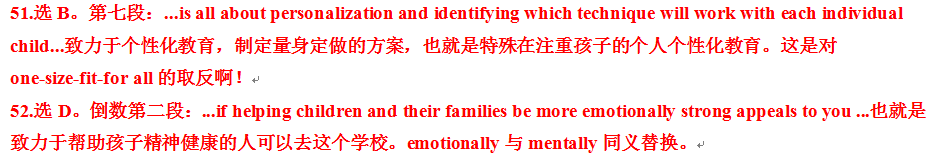 51.选 B。第七段：...is all about personalization and identifying which technique will work with each individual
child...致力于个性化教育，制定量身定做的方案，也就是特殊在注重孩子的个人个性化教育。这是对
one-size-fit-for all 的取反啊！
52.选 D。倒数第二段：...if helping children and their families be more emotionally strong appeals to you ...也就是
致力于帮助孩子精神健康的人可以去这个学校。emotionally 与 mentally 同义替换。